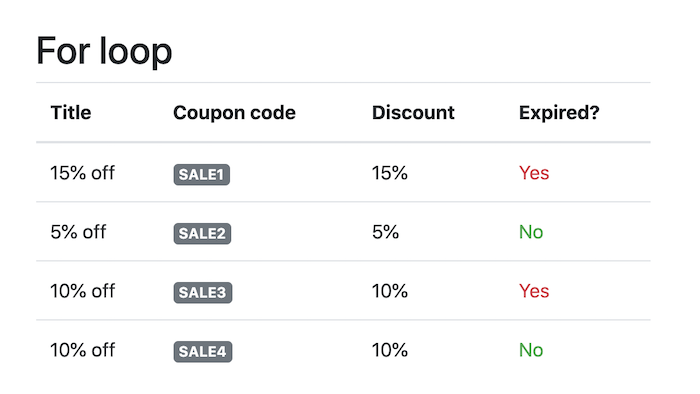 For loop
Title Coupon code Discount Expired?
15% off SALE1 15% Yes
5% off SALE2 5% No
10% off SALE3 10% Yes
10% off SALE4 10% No